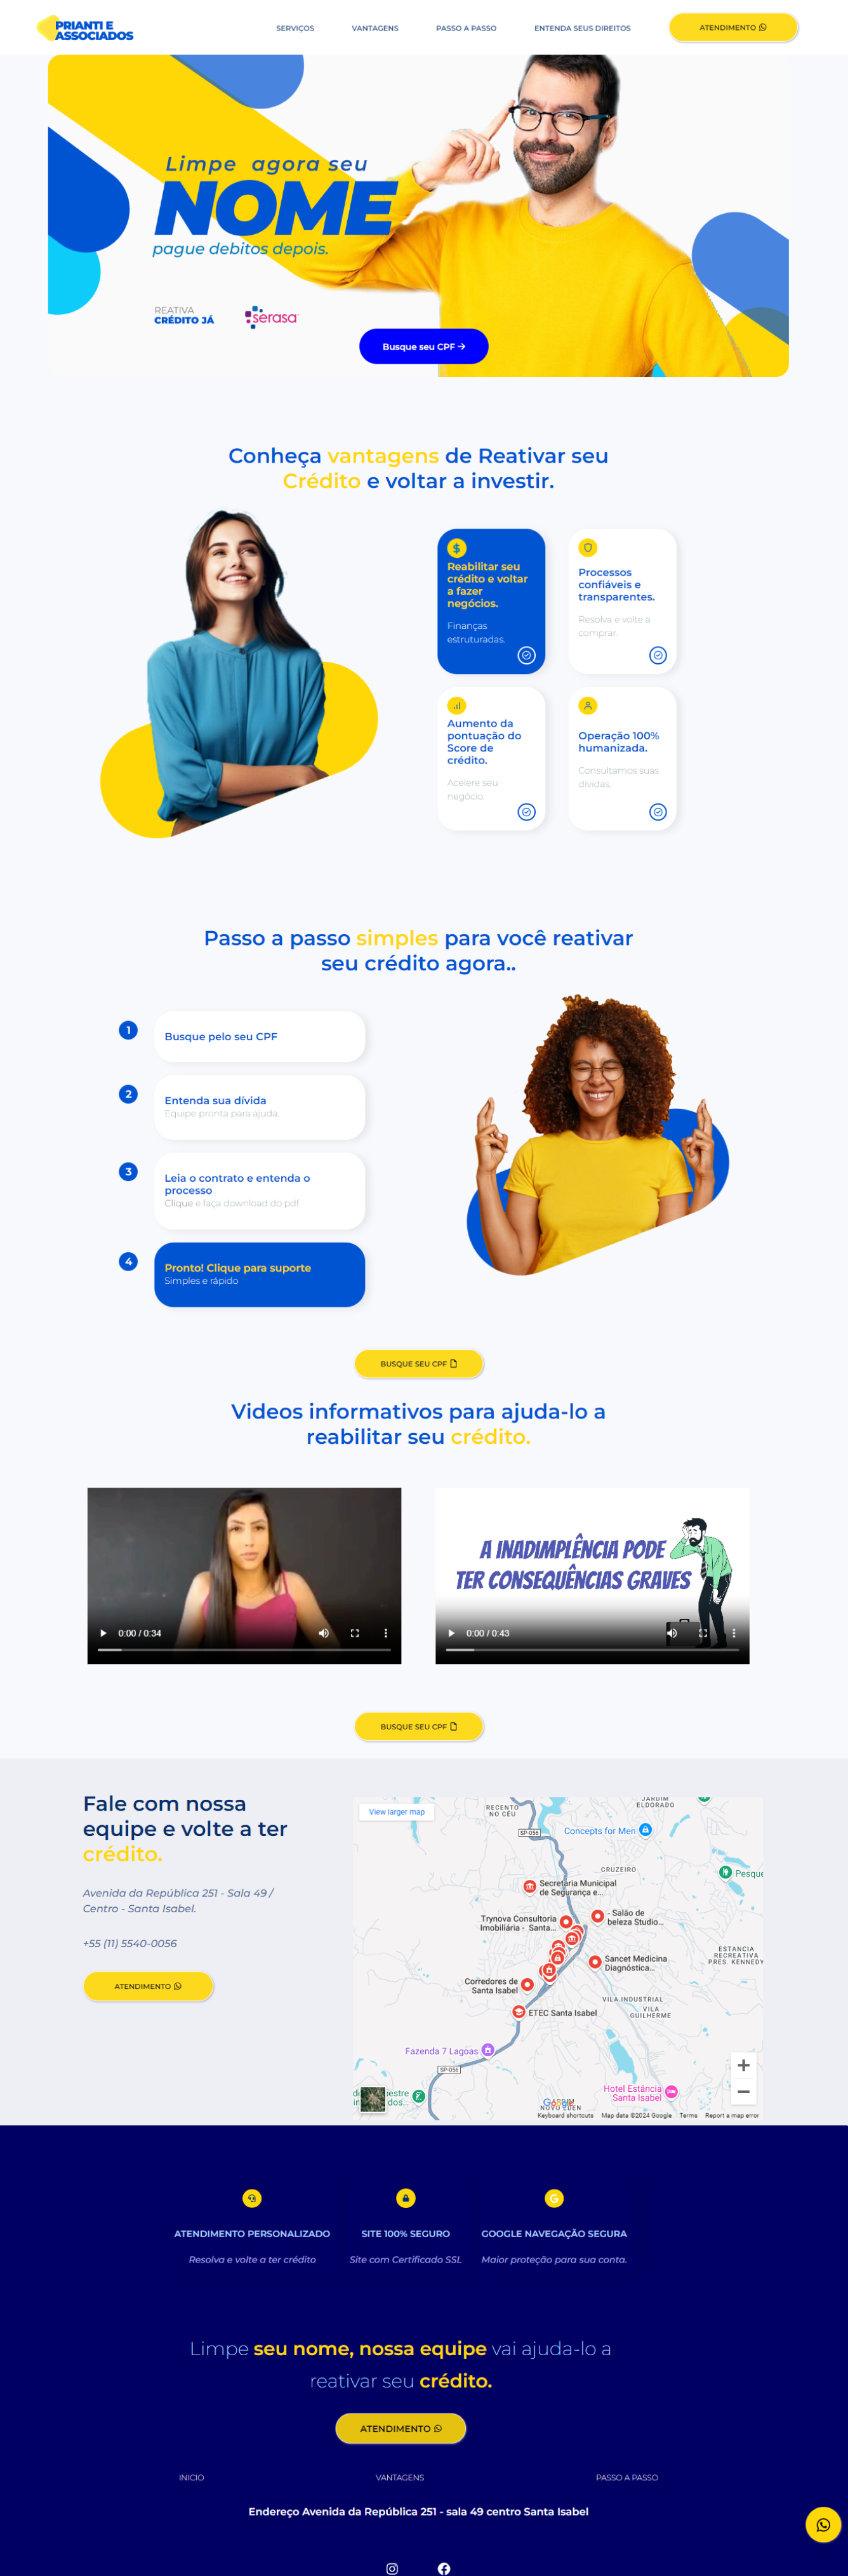 PRIANTI E
ASSOCIADOS
SERVIÇOS
VANTAGENS
PASSO A PASSO
ENTENDA SEUS DIREITOS
ATENDIMENTO
Limpe agora seu
NOME
pague debitos depois.
REATIVA
CRÉDITO JÁ
serasa
Busque seu CPF →
Conheça vantagens de Reativar seu
Crédito e voltar a investir.
Reabilitar seu
crédito e voltar
a fazer
negócios.
Finanças
estruturadas.
Processos
confiáveis e
transparentes.
Resolva e volte a
comprar.
Aumento da
pontuação do
Score de
crédito.
Acelere seu
negócio.
Operação 100%
humanizada.
Consultamos suas
dívidas.
Passo a passo simples para você reativar
seu crédito agora..
1
Busque pelo seu CPF
2
Entenda sua dívida
Equipe pronta para ajuda.
3
Leia o contrato e entenda o
processo
Clique e faça download do pdf
4
Pronto! Clique para suporte
Simples e rápido
BUSQUE SEU CPF
Videos informativos para ajuda-lo a
reabilitar seu crédito.
0:00 / 0:34
A INADIMPLÊNCIA PODE
TER CONSEQUÊNCIAS GRAVES
0:00 / 0:43
BUSQUE SEU CPF
Fale com nossa
equipe e volte a ter
crédito.
Avenida da República 251 - Sala 49 /
Centro - Santa Isabel.
+55 (11) 5540-0056
ATENDIMENTO
View larger map
RECENTO
NO CÉU
JARDIM
ELDORADO
SP-056
Concepts for Men
CRUZEIRO
Pesque
Secretaria Municipal
de Segurança e...
Trynova Consultoria
Imobiliária - Santa...
- Salão de
beleza Studio...
Sancet Medicina
Diagnóstica...
ESTANCIA
RECREATIVA
PRES. KENNEDY
Corredores de
Santa Isabel
VILA INDUSTRIAL
VILA
GUILHERME
ETEC Santa Isabel
Fazenda 7 Lagoas
SP-056
Hotel Estância
Santa Isabel
Google
NOVO ÉDEN
Keyboard shortcuts
Map data ©2024 Google
Terms
Report a map error
ATENDIMENTO PERSONALIZADO
Resolva e volte a ter crédito
SITE 100% SEGURO
Site com Certificado SSL
GOOGLE NAVEGAÇÃO SEGURA
Maior proteção para sua conta.
Limpe seu nome, nossa equipe vai ajuda-lo a
reativar seu crédito.
ATENDIMENTO
INICIO
VANTAGENS
PASSO A PASSO
Endereço Avenida da República 251 - sala 49 centro Santa Isabel